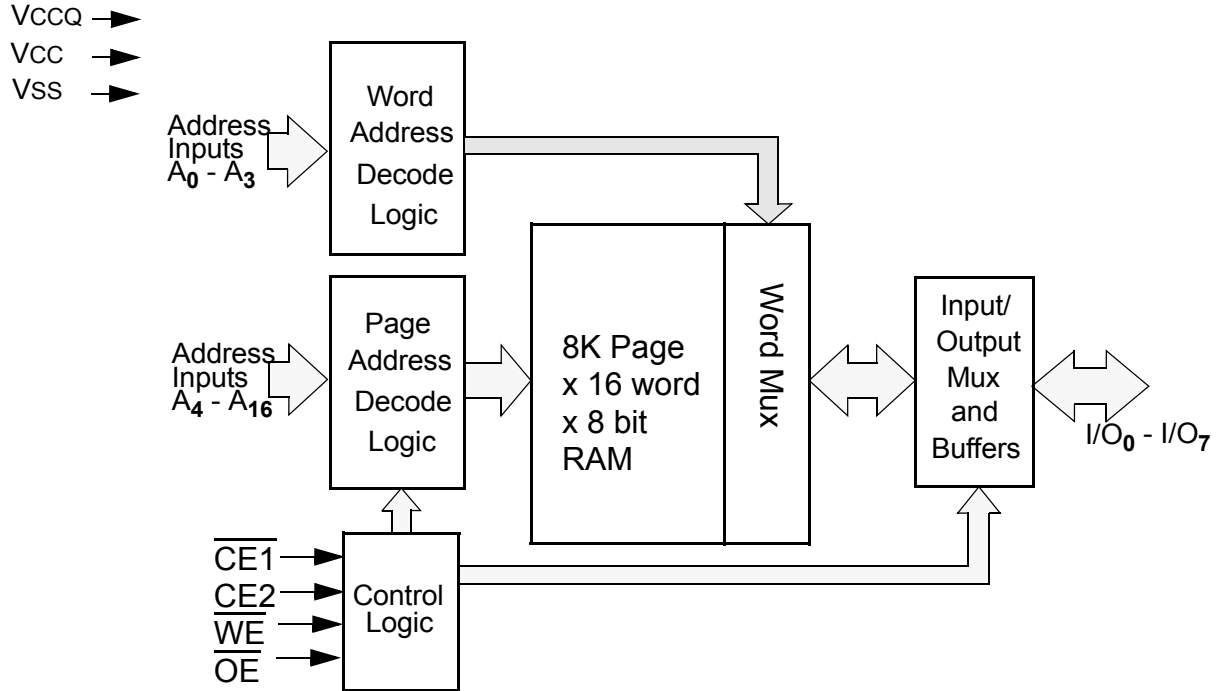 VCCQ
VCC
VSS
Address
Inputs
A0 - A3
Word
Address
Decode
Logic
Address
Inputs
A4 - A16
Page
Address
Decode
Logic
8K Page
x 16 word
x 8 bit
RAM
Word Mux
Input/
Output
Mux
and
Buffers
I/O0 - I/O7
CE1
CE2
WE
OE
Control
Logic